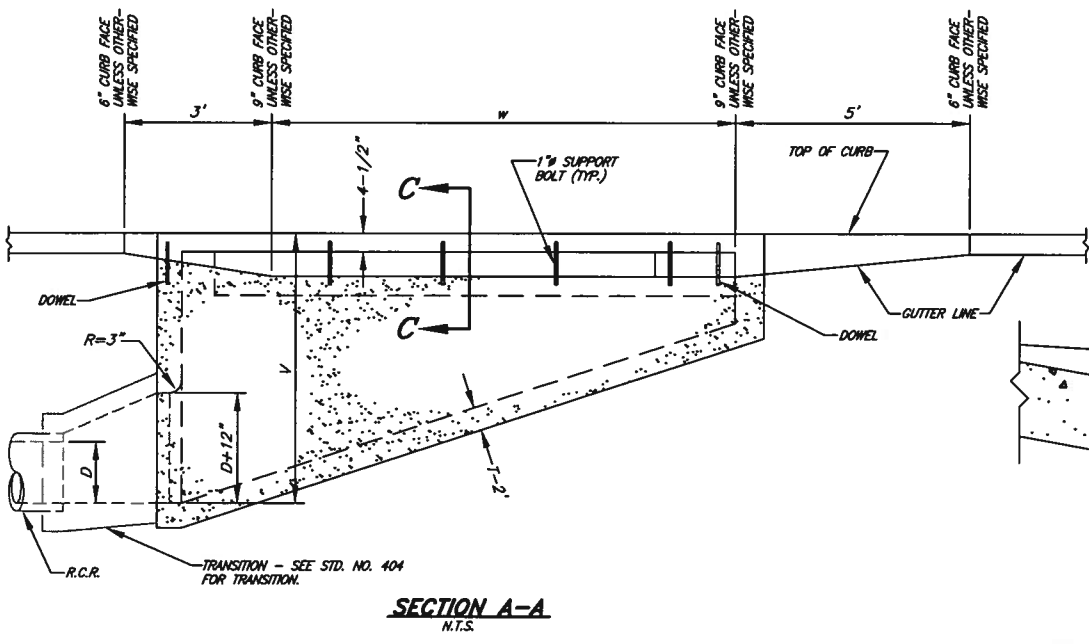 6" CURB FACE
UNLESS OTHER-
WISE SPECIFIED
9" CURB FACE
UNLESS OTHER-
WISE SPECIFIED
9" CURB FACE
UNLESS OTHER-
WISE SPECIFIED
6" CURB FACE
UNLESS OTHER-
WISE SPECIFIED
3'
W
5'
4-1/2"
1"ø SUPPORT
BOLT (TYP.)
TOP OF CURB
C
C
DOWEL
DOWEL
GUTTER LINE
R=3"
V
D+12"
D
T-2'
R.C.R.
TRANSITION - SEE STD. NO. 404
FOR TRANSITION.
SECTION A-A
N.T.S.